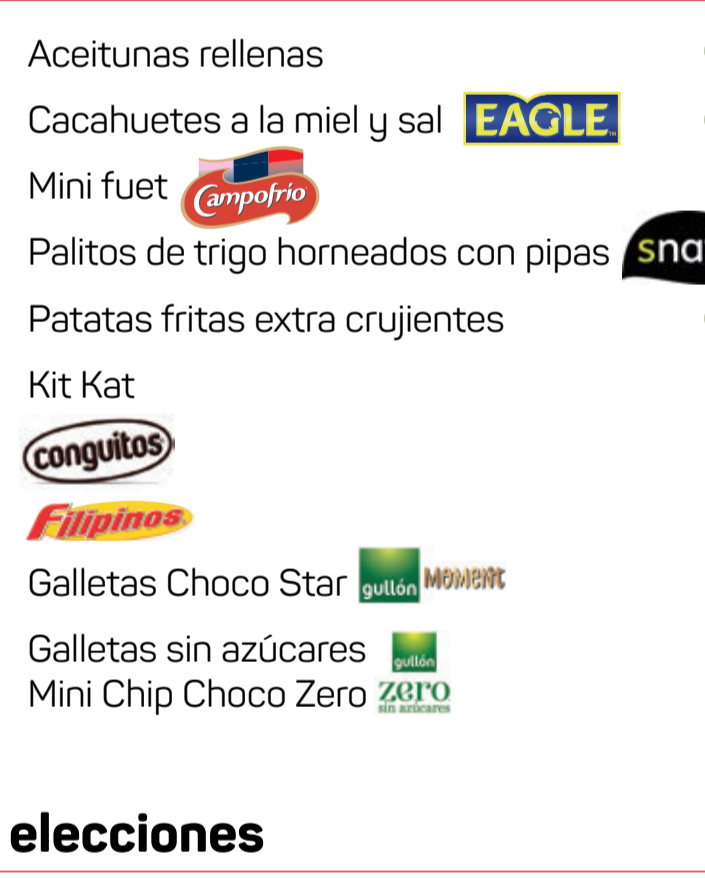 Aceitunas rellenas
Cacahuetes a la miel y sal EAGLE™
Mini fuet Campofrío
Palitos de trigo horneados con pipas sna
Patatas fritas extra crujientes
Kit Kat
conguitos
Filipinos
Galletas Choco Star gullón MOMENT
Galletas sin azúcares gullón
Mini Chip Choco Zero zero
sin azúcares
elecciones